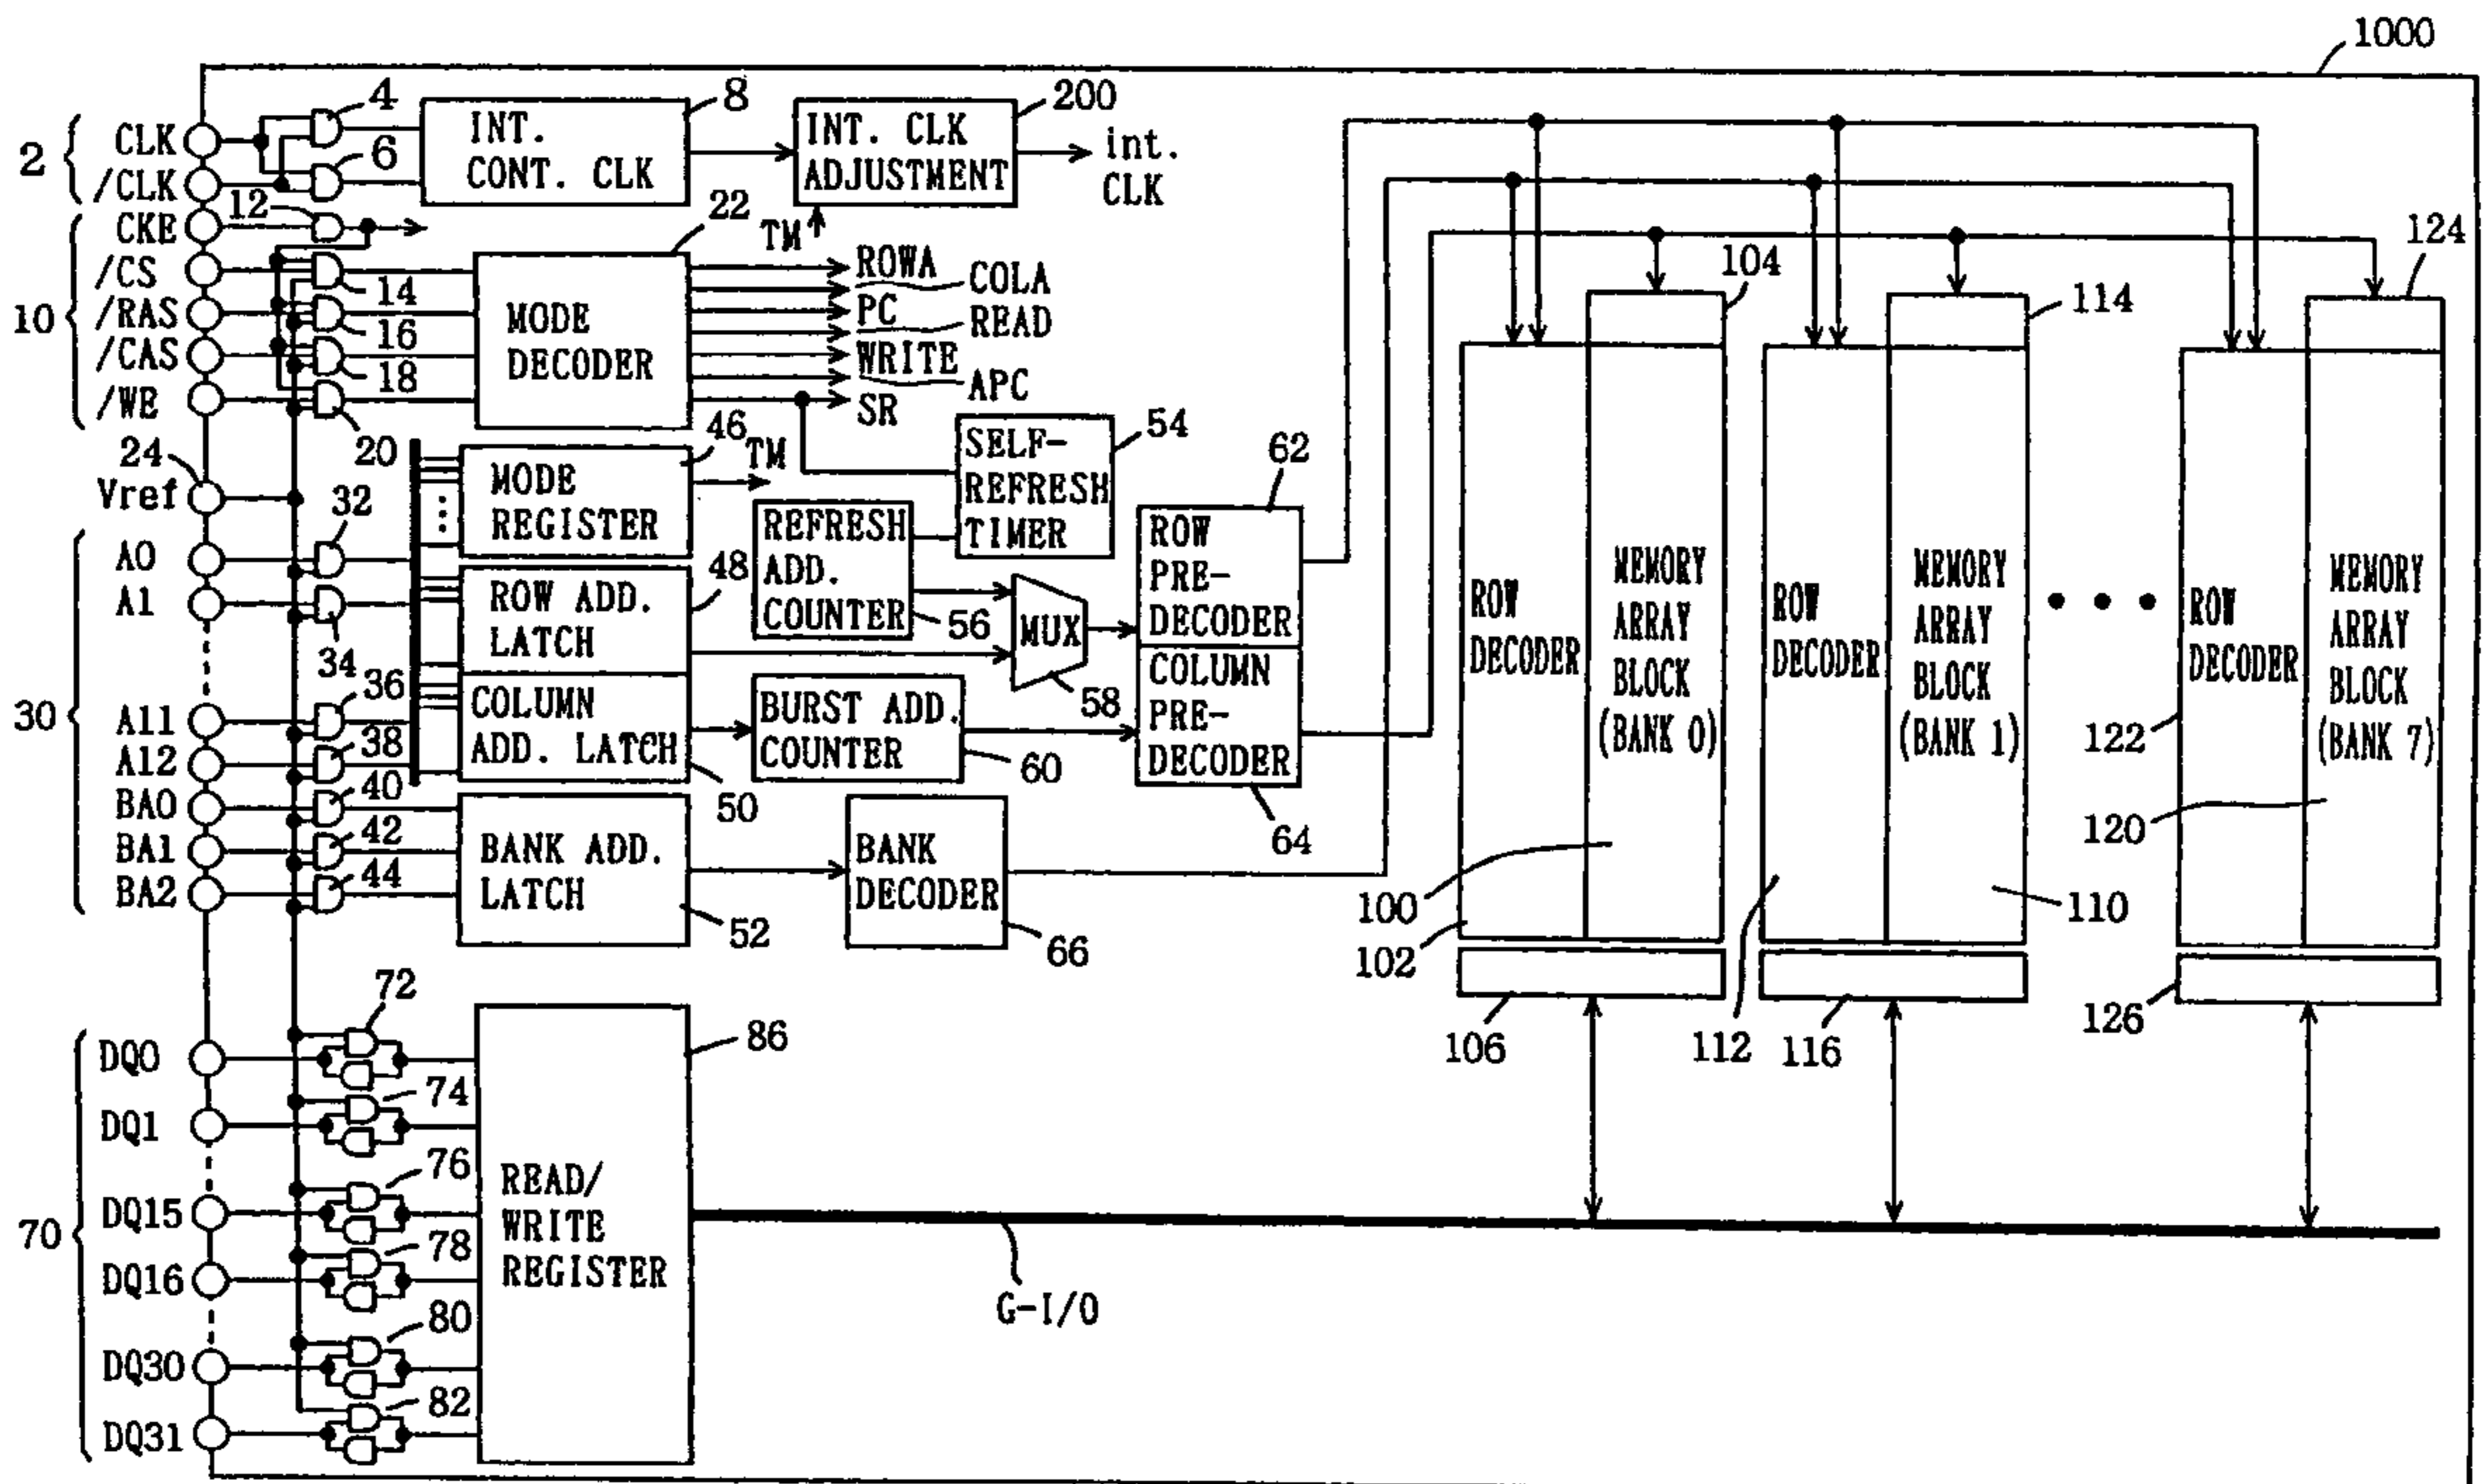 1000
2
CLK
/CLK
4
6
INT.
CONT. CLK
8
INT. CLK
ADJUSTMENT
200
int.
CLK
TM
10
CKE
/CS
/RAS
/CAS
/WE
12
14
16
18
20
MODE
DECODER
22
ROWA
COLA
PC
READ
WRITE
APC
SR
24
Vref
MODE
REGISTER
46
TM
SELF-
REFRESH
TIMER
54
30
A0
A1
A11
A12
BA0
BA1
BA2
32
34
36
38
40
42
44
ROW ADD.
LATCH
48
COLUMN
ADD. LATCH
50
BANK ADD.
LATCH
52
REFRESH
ADD.
COUNTER
56
MUX
58
BURST ADD.
COUNTER
60
ROW
PRE-
DECODER
62
COLUMN
PRE-
DECODER
64
BANK
DECODER
66
ROW
DECODER
MEMORY
ARRAY
BLOCK
(BANK 0)
104
100
102
106
ROW
DECODER
MEMORY
ARRAY
BLOCK
(BANK 1)
114
110
112
116
ROW
DECODER
MEMORY
ARRAY
BLOCK
(BANK 7)
124
122
120
126
70
DQ0
DQ1
DQ15
DQ16
DQ30
DQ31
72
74
76
78
80
82
READ/
WRITE
REGISTER
86
G-I/O